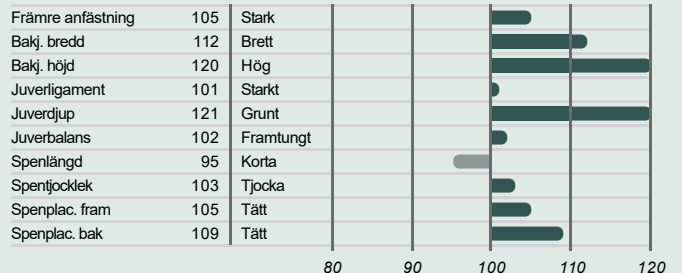 Främre anfästning 105 Stark
Bakj. bredd 112 Brett
Bakj. höjd 120 Hög
Juverligament 101 Starkt
Juverdjup 121 Grunt
Juverbalans 102 Framtungt
Spenlängd 95 Korta
Spentjocklek 103 Tjocka
Spenplac. fram 105 Tätt
Spenplac. bak 109 Tätt
80 90 100 110 120